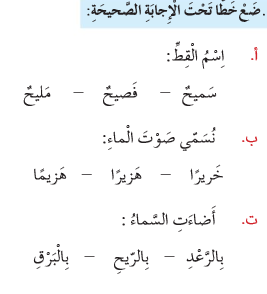 . ضَعْ خَطًّا تَحْتَ الْإِجابَةِ الصَّحيحَةِ:
أ. اِسْمُ الْقِطِّ:
سَميحٌ – فَصيحٌ – مَليحٌ
ب. نُسَمّي صَوْتَ الْماءِ:
خَريرًا – هَزيرًا – هَزيمًا
ت. أَضاءَتِ السَّماءُ :
بِالرَّعْدِ – بِالرّيحِ – بِالْبَرْقِ